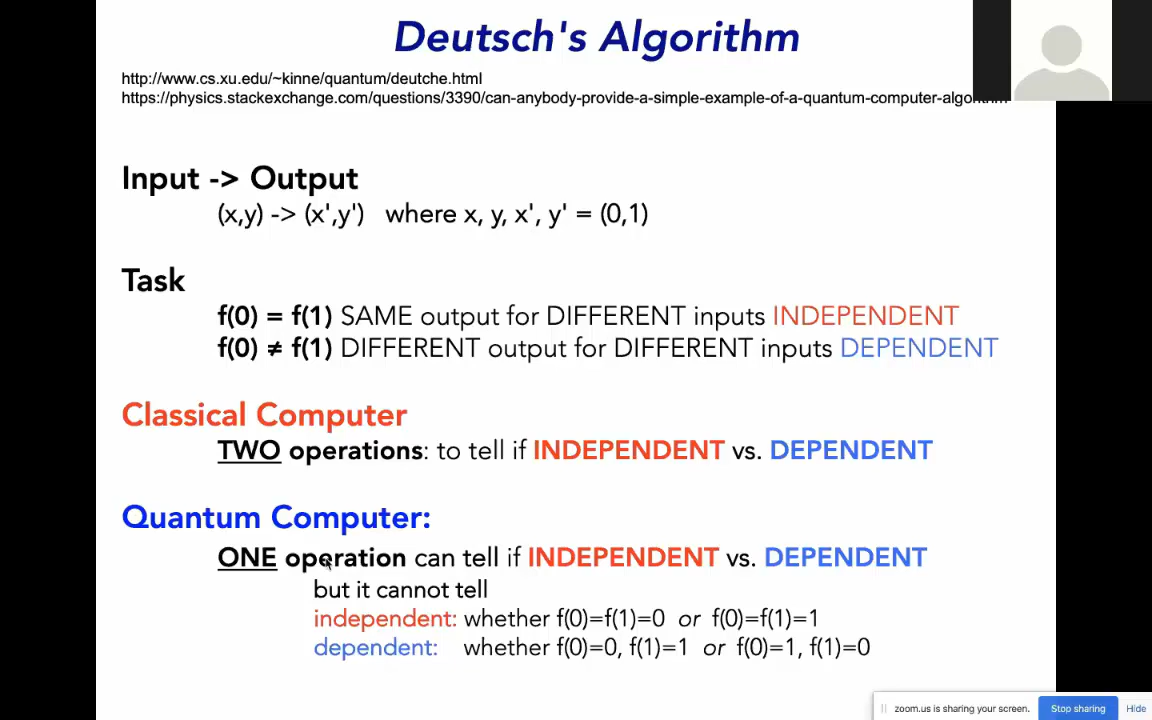 Deutsch's Algorithm
http://www.cs.xu.edu/~kinne/quantum/deutche.html
https://physics.stackexchange.com/questions/3390/can-anybody-provide-a-simple-example-of-a-quantum-computer-algorithm
Input -> Output
(x,y) -> (x',y') where x, y, x', y' = (0,1)
Task
f(0) = f(1) SAME output for DIFFERENT inputs INDEPENDENT
f(0) ≠ f(1) DIFFERENT output for DIFFERENT inputs DEPENDENT
Classical Computer
TWO operations: to tell if INDEPENDENT vs. DEPENDENT
Quantum Computer:
ONE operation can tell if INDEPENDENT vs. DEPENDENT
but it cannot tell
independent: whether f(0)=f(1)=0 or f(0)=f(1)=1
dependent: whether f(0)=0, f(1)=1 or f(0)=1, f(1)=0
zoom.us is sharing your screen. Stop sharing Hide